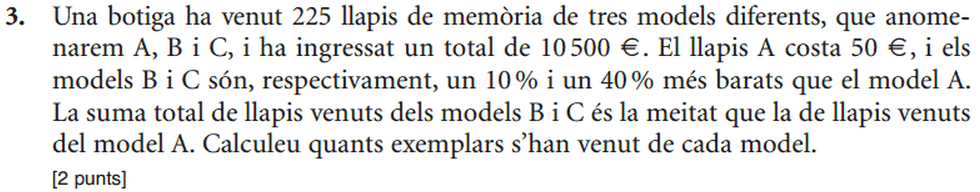 3. Una botiga ha venut 225 llapis de memòria de tres models diferents, que anome-
narem A, B i C, i ha ingressat un total de 10 500 €. El llapis A costa 50 €, i els
models B i C són, respectivament, un 10 % i un 40 % més barats que el model A.
La suma total de llapis venuts dels models B i C és la meitat que la de llapis venuts
del model A. Calculeu quants exemplars s’han venut de cada model.
[2 punts]